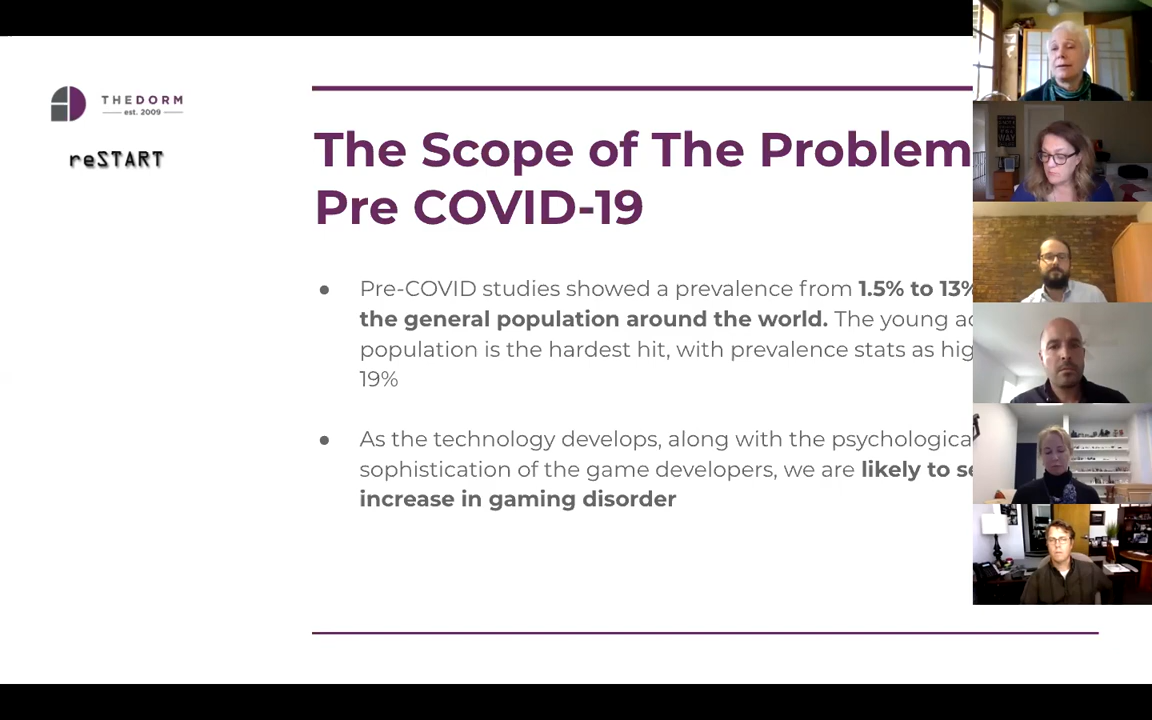 THEDORM
est. 2009
reSTART
The Scope of The Problem
Pre COVID-19
● Pre-COVID studies showed a prevalence from 1.5% to 13%
the general population around the world. The young
population is the hardest hit, with prevalence stats as
19%
● As the technology develops, along with the
sophistication of the game developers, we are likely to
increase in gaming disorder